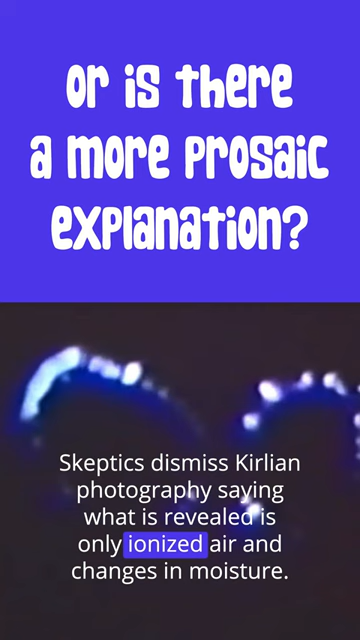 or is there
a more prosaic
explanation?
Skeptics dismiss Kirlian
photography saying
what is revealed is
only ionized air and
changes in moisture.